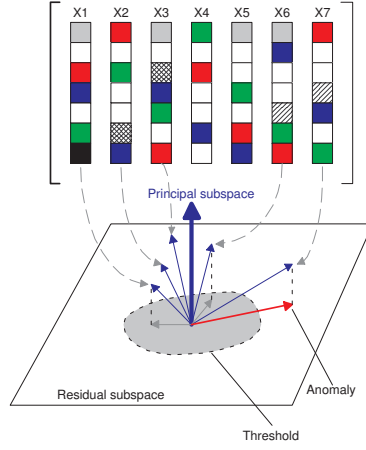 X1 X2 X3 X4 X5 X6 X7
Principal subspace
Anomaly
Residual subspace
Threshold